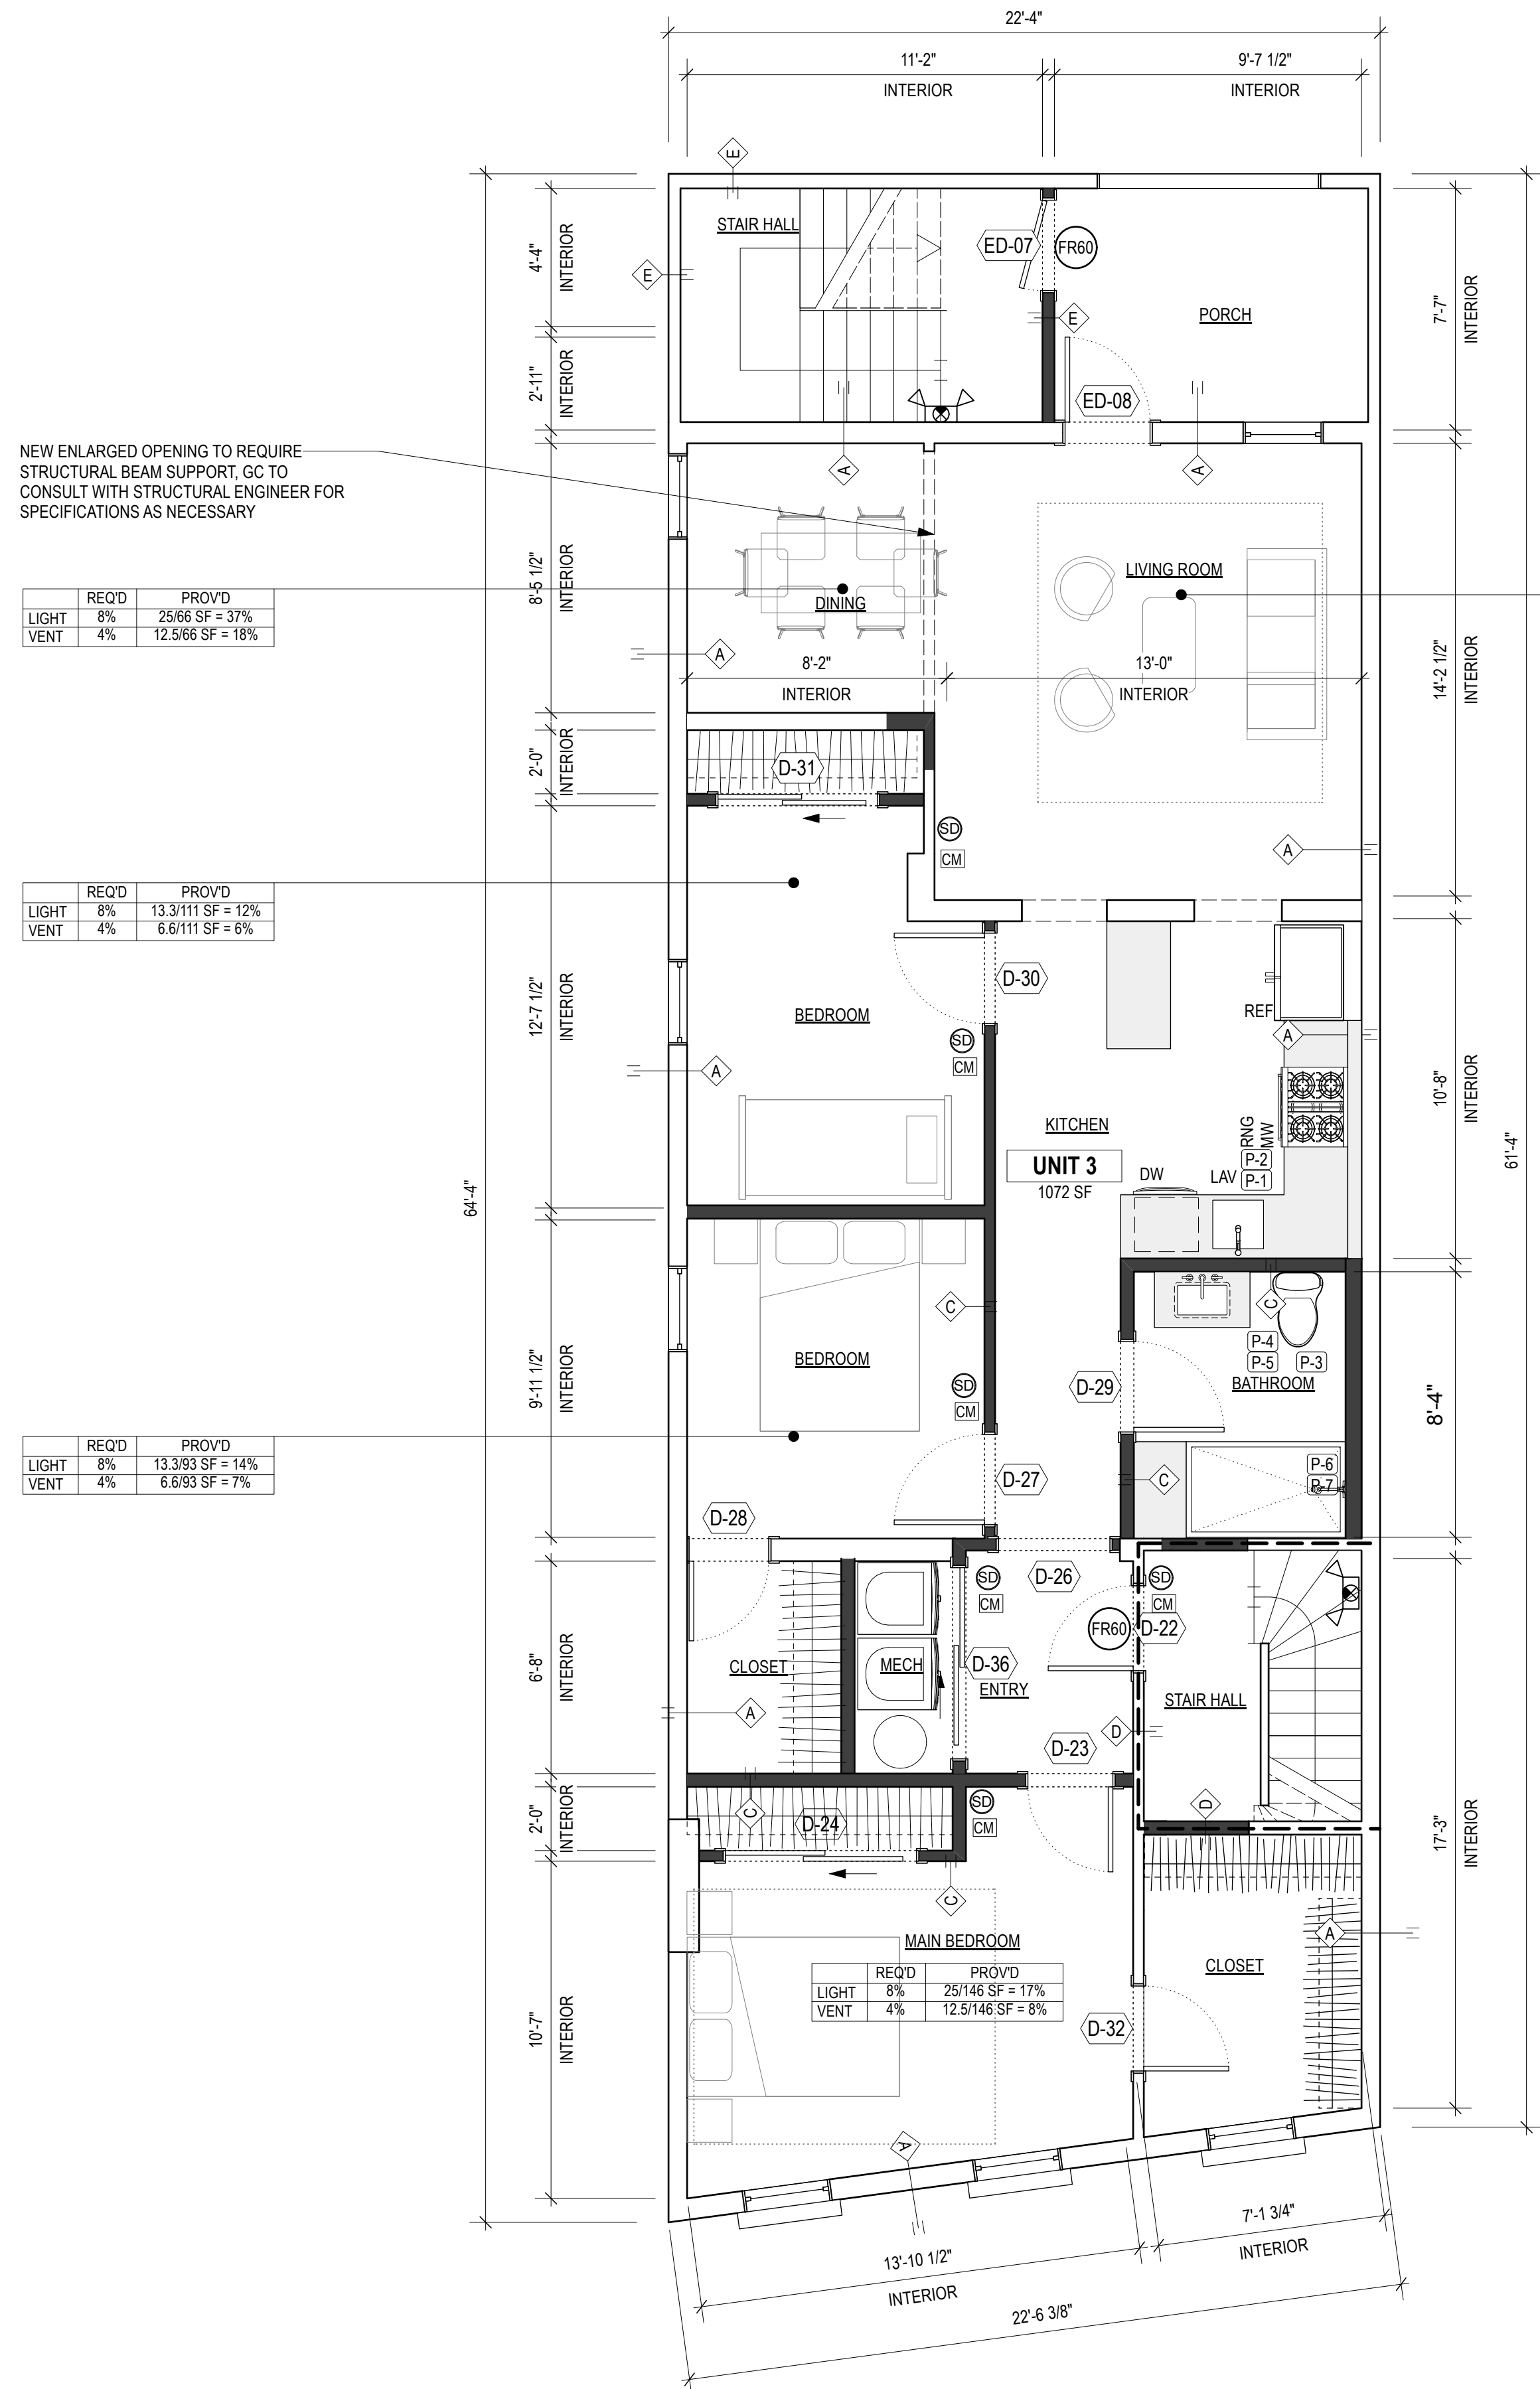 22'-4"
11'-2"
INTERIOR
9'-7 1/2"
INTERIOR
E
STAIR HALL
ED-07
FR60
E
E
PORCH
4'-4"
INTERIOR
2'-11"
INTERIOR
7'-7"
INTERIOR
ED-08
A
A
NEW ENLARGED OPENING TO REQUIRE
STRUCTURAL BEAM SUPPORT, GC TO
CONSULT WITH STRUCTURAL ENGINEER FOR
SPECIFICATIONS AS NECESSARY
REQ'D PROV'D
LIGHT 8% 25/66 SF = 37%
VENT 4% 12.5/66 SF = 18%
8'-5 1/2"
INTERIOR
DINING
LIVING ROOM
A
8'-2"
INTERIOR
13'-0"
INTERIOR
14'-2 1/2"
INTERIOR
2'-0"
INTERIOR
D-31
SD
CM
A
REQ'D PROV'D
LIGHT 8% 13.3/111 SF = 12%
VENT 4% 6.6/111 SF = 6%
12'-7 1/2"
INTERIOR
BEDROOM
D-30
SD
CM
A
REF
A
KITCHEN
UNIT 3
1072 SF
RNG
MW
P-2
P-1
DW
LAV
10'-8"
INTERIOR
64'-4"
61'-4"
C
C
9'-11 1/2"
INTERIOR
BEDROOM
SD
CM
D-29
P-4
P-5
P-3
BATHROOM
8'-4"
REQ'D PROV'D
LIGHT 8% 13.3/93 SF = 14%
VENT 4% 6.6/93 SF = 7%
D-27
C
P-6
P-7
D-28
SD
CM
D-26
SD
CM
FR60
D-22
6'-8"
INTERIOR
CLOSET
MECH
D-36
ENTRY
STAIR HALL
A
D
D-23
2'-0"
INTERIOR
C
D-24
SD
CM
D
17'-3"
INTERIOR
C
MAIN BEDROOM
REQ'D PROV'D
LIGHT 8% 25/146 SF = 17%
VENT 4% 12.5/146 SF = 8%
A
CLOSET
10'-7"
INTERIOR
D-32
A
13'-10 1/2"
INTERIOR
7'-1 3/4"
INTERIOR
22'-6 3/8"